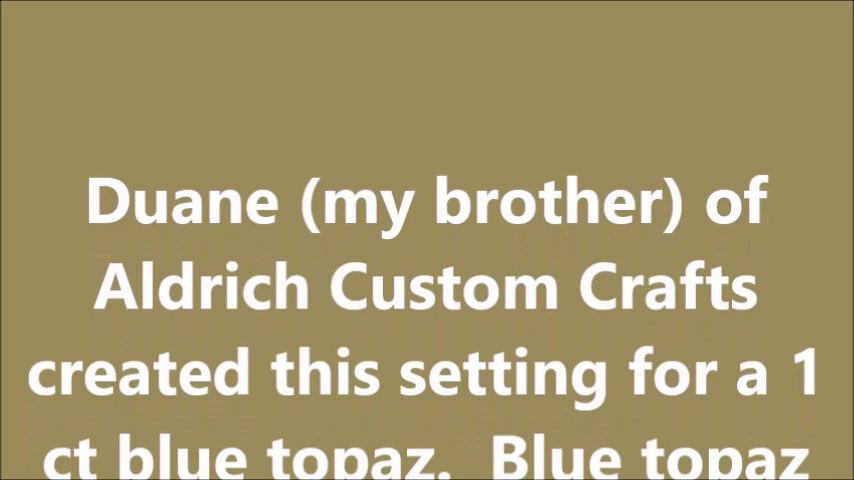 Duane (my brother) of
Aldrich Custom Crafts
created this setting for a 1
ct blue topaz.  Blue topaz